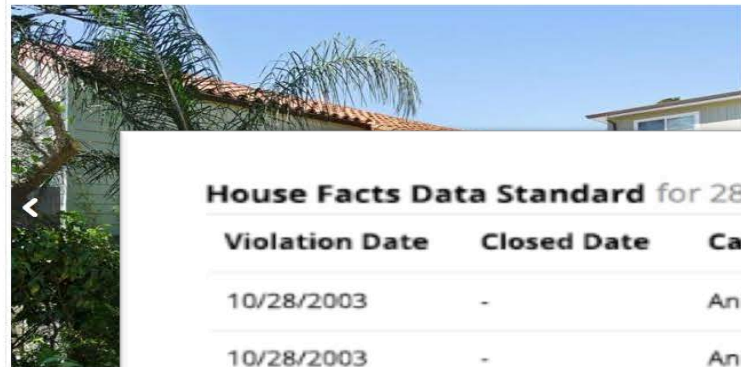 House Facts Data Standard for 28
Violation Date Closed Date Ca
10/28/2003 - An
10/28/2003 - An